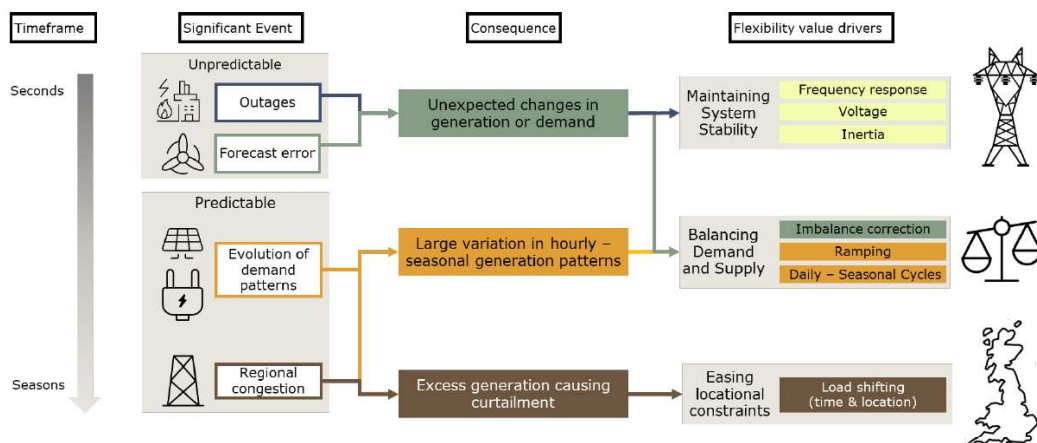 Timeframe
Significant Event
Consequence
Flexibility value drivers
Seconds
Seasons
Unpredictable
Outages
Forecast error
Unexpected changes in
generation or demand
Maintaining
System
Stability
Frequency response
Voltage
Inertia
Predictable
Evolution of
demand
patterns
Large variation in hourly –
seasonal generation patterns
Balancing
Demand
and Supply
Imbalance correction
Ramping
Daily – Seasonal Cycles
Regional
congestion
Excess generation causing
curtailment
Easing
locational
constraints
Load shifting
(time & location)